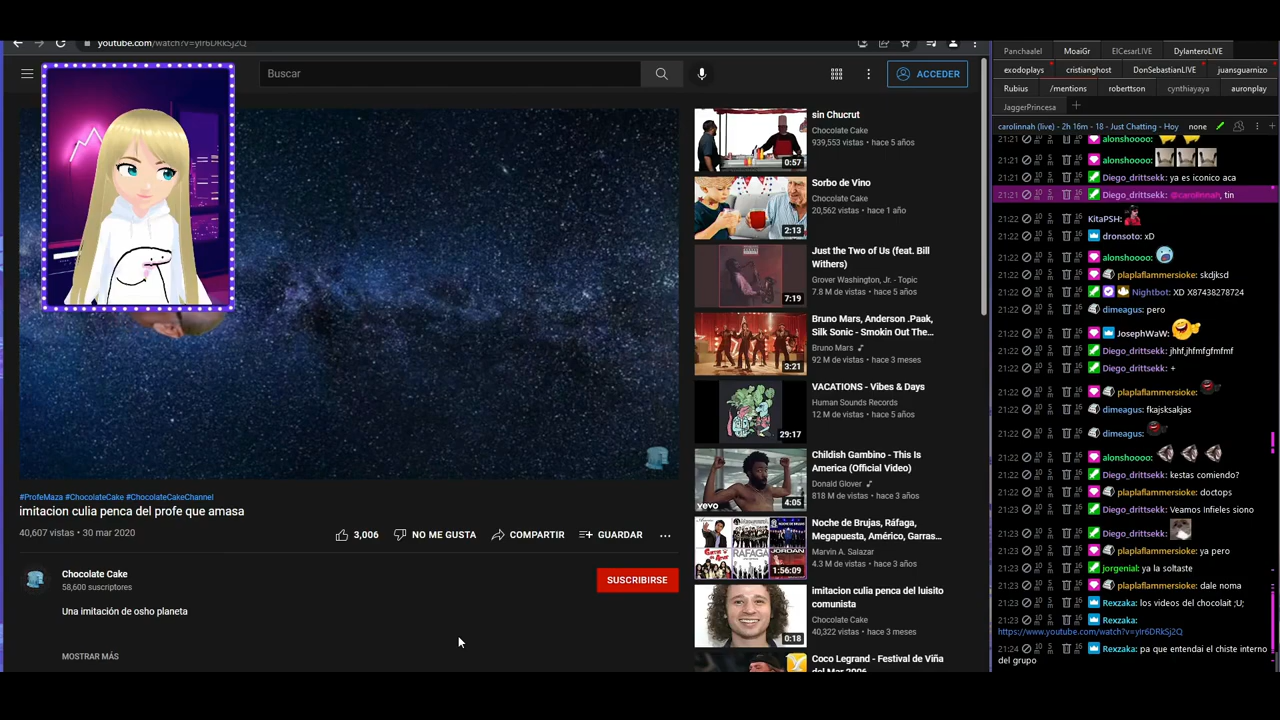 youtube.com/watch?v=yIr6DRkSj2Q
Buscar
ACCEDER
#ProfeMaza #ChocolateCake #ChocolateCakeChannel
imitacion culia penca del profe que amasa
40,607 vistas • 30 mar 2020
3,006
NO ME GUSTA
COMPARTIR
GUARDAR
Chocolate Cake
58,600 suscriptores
SUSCRIBIRSE
Una imitación de osho planeta
MOSTRAR MÁS
sin Chucrut
Chocolate Cake
939,553 vistas • hace 5 años
0:57
Sorbo de Vino
Chocolate Cake
20,562 vistas • hace 1 año
2:13
Just the Two of Us (feat. Bill
Withers)
Grover Washington, Jr. - Topic
7.8 M de vistas • hace 5 años
7:19
Bruno Mars, Anderson .Paak,
Silk Sonic - Smokin Out The...
Bruno Mars
92 M de vistas • hace 3 meses
3:21
VACATIONS - Vibes & Days
Human Sounds Records
12 M de vistas • hace 5 años
29:17
Childish Gambino - This Is
America (Official Video)
Donald Glover
818 M de vistas • hace 3 años
vevo
4:05
Noche de Brujas, Ráfaga,
Megapuesta, Américo, Garras...
Marvin A. Salazar
4.3 M de vistas • hace 3 años
1:56:09
imitacion culia penca del luisito
comunista
Chocolate Cake
40,322 vistas • hace 3 meses
0:18
Coco Legrand - Festival de Viña
del Mar 2006
Panchaalel MoaiGr ElCesarLIVE DylanteroLIVE
exodoplays cristianghost DonSebastianLIVE juansguarnizo
Rubius /mentions roberttson cynthiayaya auronplay
JaggerPrincesa
carolinnah (live) - 2h 16m - 18 - Just Chatting - Hoy none
21:21 alonshoooo:
21:21 alonshoooo:
21:21 Diego_drittsekk: ya es iconico aca
21:21 Diego_drittsekk: @carolinnah, tin
21:22 KitaPSH:
21:22 dronsoto: xD
21:22 alonshoooo:
21:22 plaplaflammersioke: skdjksd
21:22 Nightbot: XD X87438278724
21:22 dimeagus: pero
21:22 JosephWaW:
21:22 Diego_drittsekk: jhhf,jhfmfgfmfmf
21:22 Diego_drittsekk: +
21:22 plaplaflammersioke:
21:22 dimeagus: fkajsksakjas
21:22 dimeagus:
21:22 alonshoooo:
21:22 Diego_drittsekk: kestas comiendo?
21:22 plaplaflammersioke: doctops
21:23 Diego_drittsekk: Veamos Infieles siono
21:23 Diego_drittsekk:
21:23 plaplaflammersioke: ya pero
21:23 jorgenial: ya la soltaste
21:23 plaplaflammersioke: dale noma
21:23 Rexzaka: los videos del chocolait ;U;
21:23 Rexzaka:
https://www.youtube.com/watch?v=yIr6DRkSj2Q
21:24 Rexzaka: pa que entendai el chiste interno
del grupo